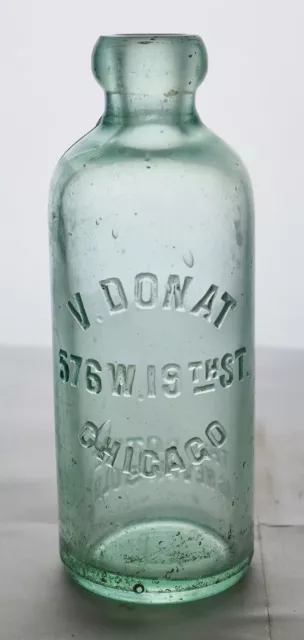 V. DONAT
576 W. 19TH ST.
CHICAGO